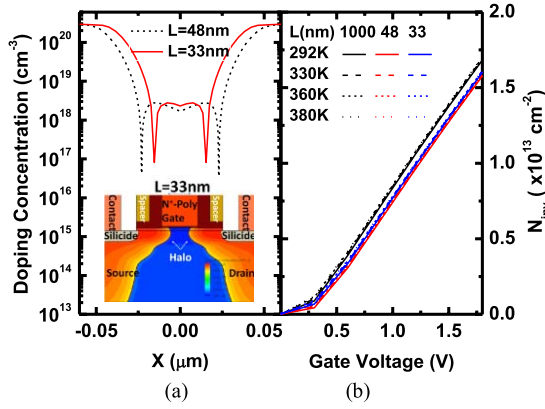 Doping Concentration (cm⁻³)
10²⁰
10¹⁹
10¹⁸
10¹⁷
10¹⁶
10¹⁵
10¹⁴
10¹³
L=48nm
L=33nm
L=33nm
Contact
Space
N⁺-Poly
Gate
Space
Contact
Silicide
Silicide
Halo
Source
Drain
-0.05
0.00
0.05
X (μm)
(a)
L(nm) 1000 48 33
292K
330K
360K
380K
2.0
1.5
1.0
0.5
0.0
N_inv (x10¹³ cm⁻²)
0.5
1.0
1.5
Gate Voltage (V)
(b)